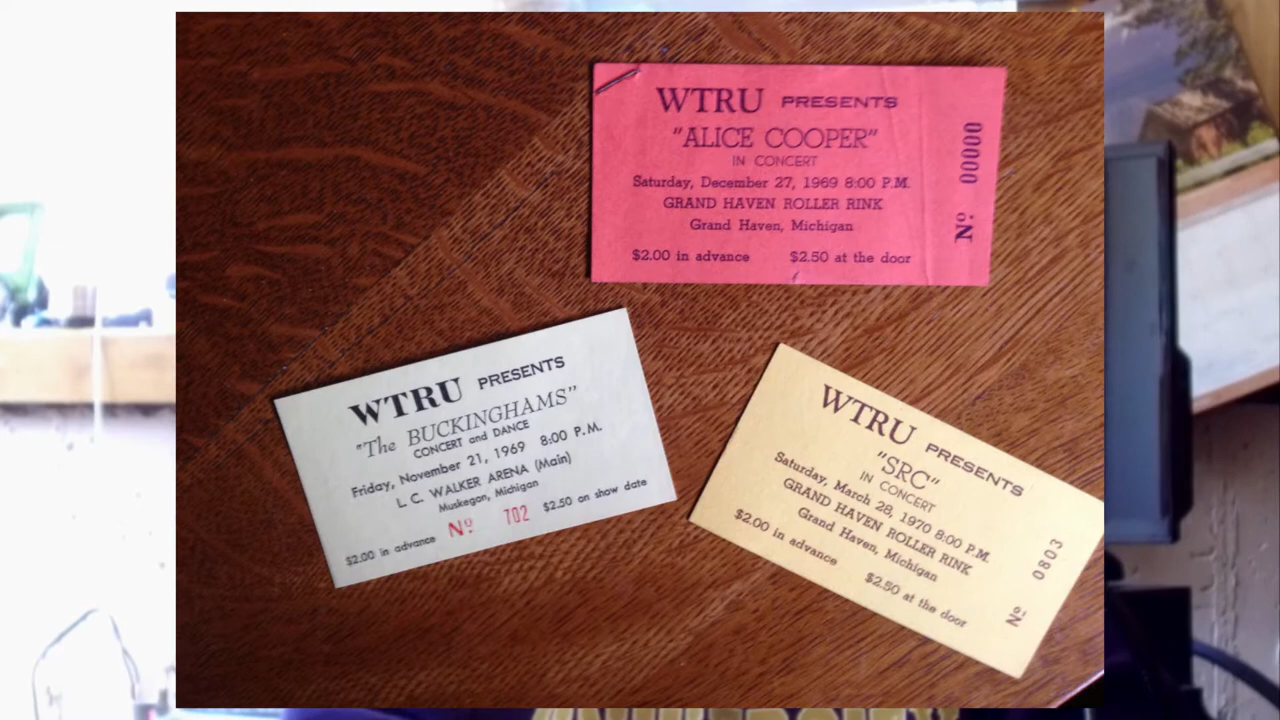 WTRU PRESENTS
"ALICE COOPER"
IN CONCERT
Saturday, December 27, 1969 8:00 P.M.
GRAND HAVEN ROLLER RINK
Grand Haven, Michigan
$2.00 in advance $2.50 at the door
Nº 00000
WTRU PRESENTS
"The BUCKINGHAMS"
CONCERT and DANCE
Friday, November 21, 1969 8:00 P.M.
L. C. WALKER ARENA (Main)
Muskegon, Michigan
$2.00 in advance Nº 702 $2.50 on show date
WTRU PRESENTS
"SRC"
IN CONCERT
Saturday, March 28, 1970 8:00 P.M.
GRAND HAVEN ROLLER RINK
Grand Haven, Michigan
$2.00 in advance $2.50 at the door
Nº 0803